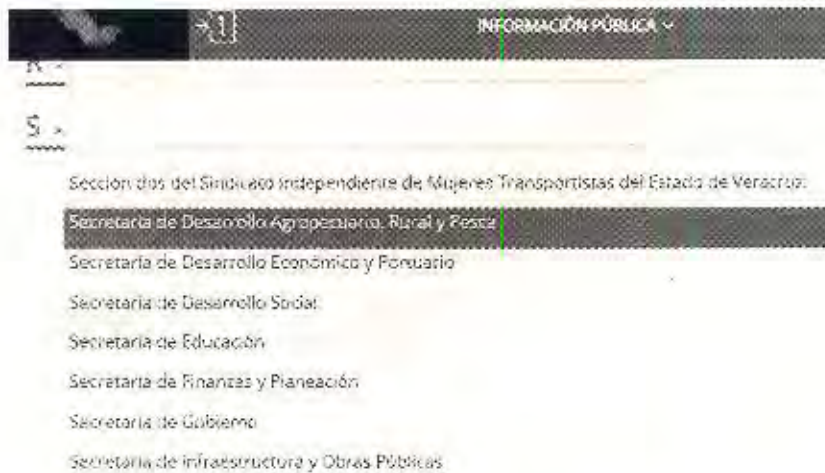 INFORMACIÓN PÚBLICA
S
Sección dos del Sindicato Independiente de Mujeres Transportistas del Estado de Veracruz.
Secretaría de Desarrollo Agropecuario, Rural y Pesca
Secretaría de Desarrollo Económico y Portuario
Secretaría de Desarrollo Social
Secretaría de Educación
Secretaría de Finanzas y Planeación
Secretaría de Gobierno
Secretaría de Infraestructura y Obras Públicas